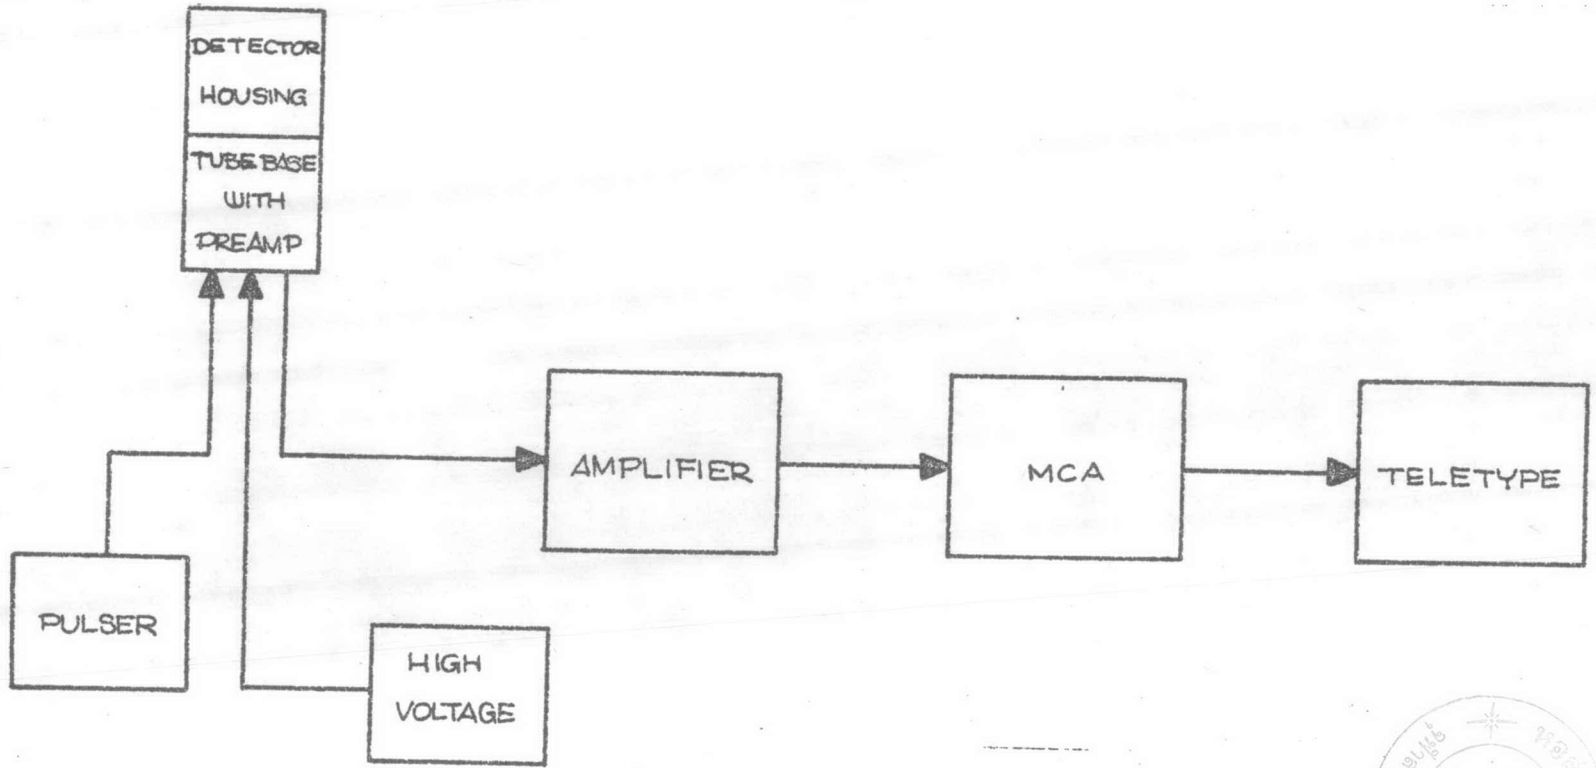 DETECTOR
HOUSING
TUBE BASE
WITH
PREAMP
AMPLIFIER
MCA
TELETYPE
PULSER
HIGH
VOLTAGE